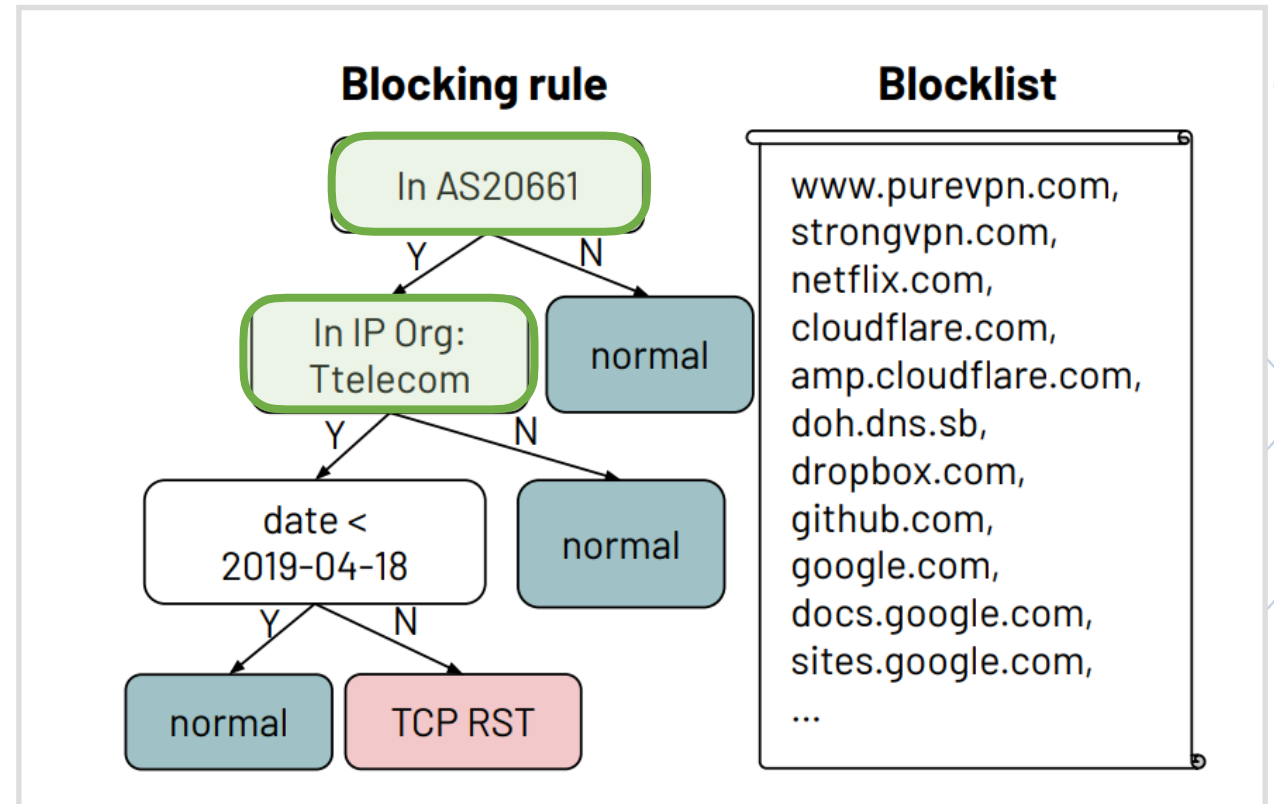 Blocking rule
Blocklist
In AS20661
Y
N
In IP Org:
Ttelecom
normal
Y
N
date <
2019-04-18
normal
Y
N
normal
TCP RST
www.purevpn.com,
strongvpn.com,
netflix.com,
cloudflare.com,
amp.cloudflare.com,
doh.dns.sb,
dropbox.com,
github.com,
google.com,
docs.google.com,
sites.google.com,
...